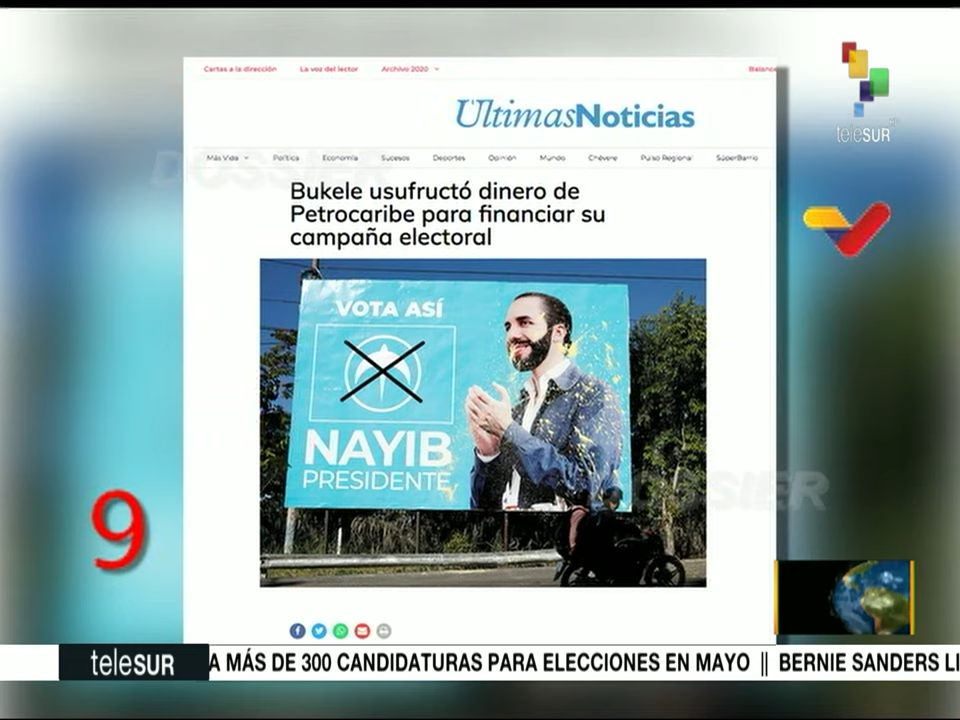 Cartas a la dirección La voz del lector Archivo 2020
ÚltimasNoticias
teleSUR
HD
Más Vida Política Economía Sucesos Deportes Opinión Mundo Chévere Pulso Regional SúperBarrio
DOSSIER
Bukele usufructó dinero de
Petrocaribe para financiar su
campaña electoral
VOTA ASÍ
NAYIB
PRESIDENTE
9
teleSUR
A MÁS DE 300 CANDIDATURAS PARA ELECCIONES EN MAYO || BERNIE SANDERS LI